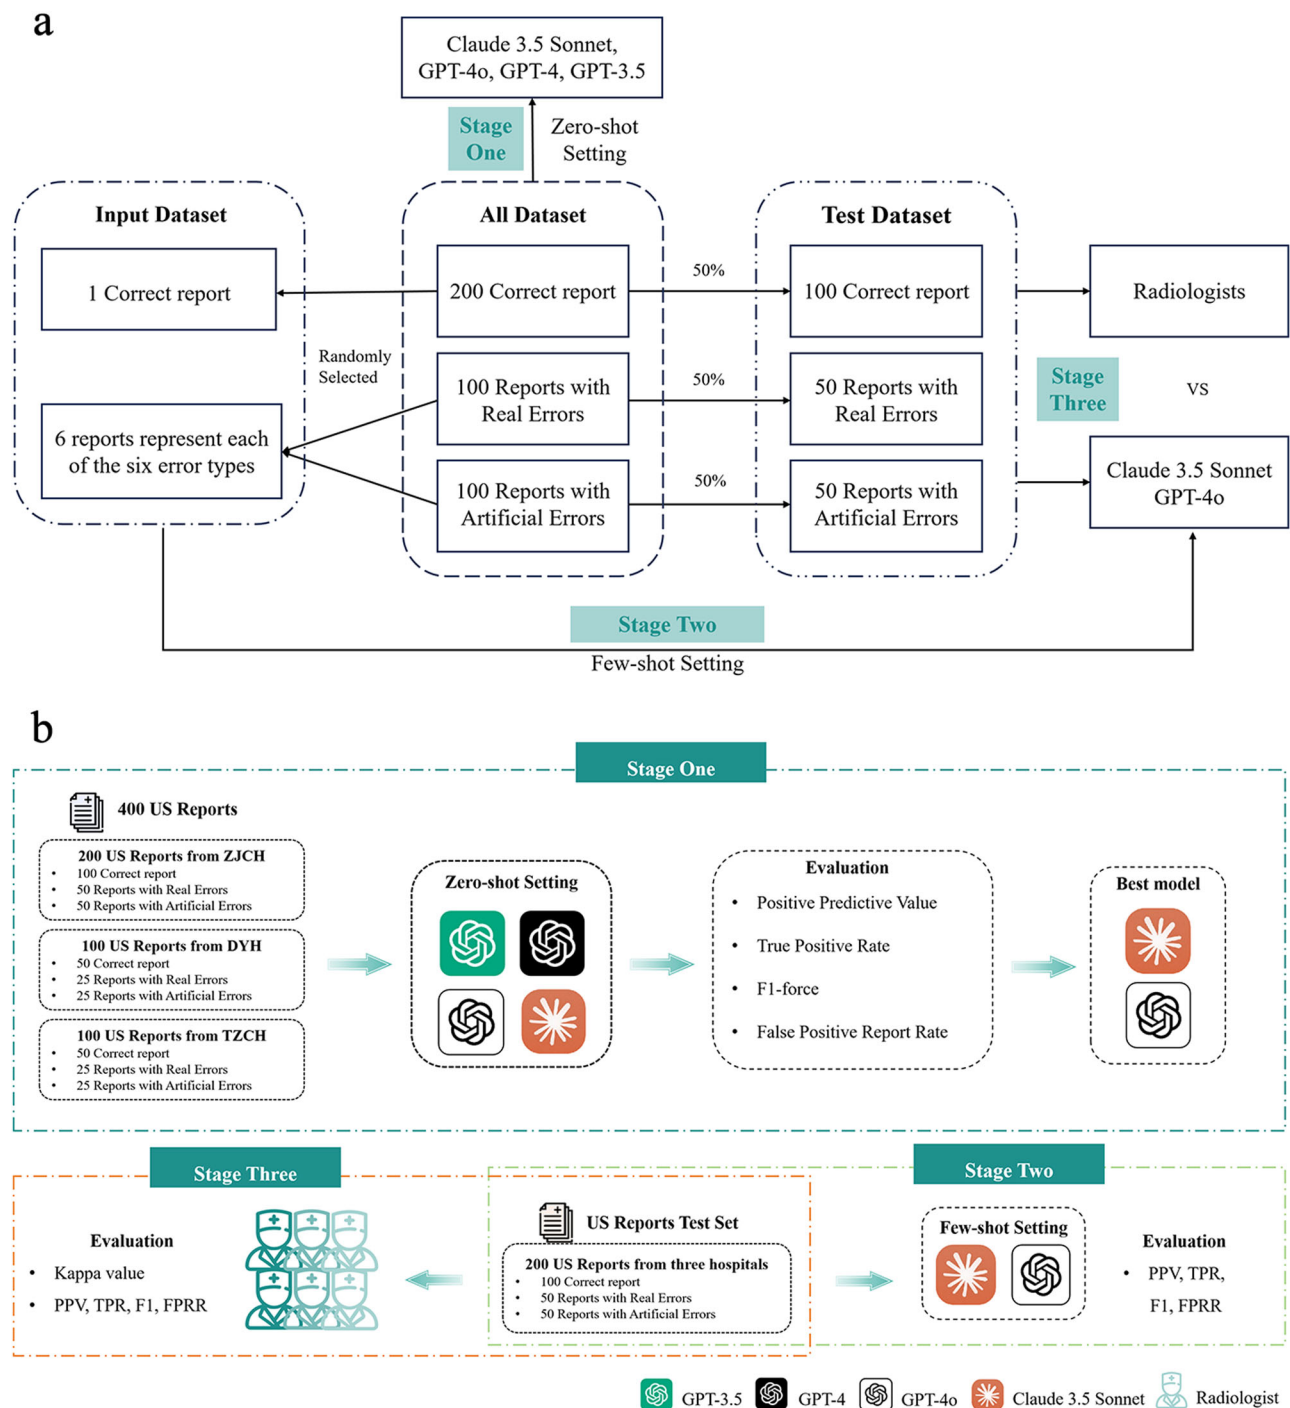 a
Claude 3.5 Sonnet,
GPT-4o, GPT-4, GPT-3.5
Stage
One
Zero-shot
Setting
Input Dataset
All Dataset
Test Dataset
1 Correct report
200 Correct report
50%
100 Correct report
Radiologists
Randomly
Selected
100 Reports with
Real Errors
50%
50 Reports with
Real Errors
Stage
Three
VS
6 reports represent each
of the six error types
100 Reports with
Artificial Errors
50%
50 Reports with
Artificial Errors
Claude 3.5 Sonnet
GPT-4o
Stage Two
Few-shot Setting
b
Stage One
400 US Reports
200 US Reports from ZJCH
• 100 Correct report
• 50 Reports with Real Errors
• 50 Reports with Artificial Errors
100 US Reports from DYH
• 50 Correct report
• 25 Reports with Real Errors
• 25 Reports with Artificial Errors
100 US Reports from TZCH
• 50 Correct report
• 25 Reports with Real Errors
• 25 Reports with Artificial Errors
Zero-shot Setting
Evaluation
• Positive Predictive Value
• True Positive Rate
• F1-force
• False Positive Report Rate
Best model
Stage Three
Evaluation
• Kappa value
• PPV, TPR, F1, FPRR
US Reports Test Set
200 US Reports from three hospitals
• 100 Correct report
• 50 Reports with Real Errors
• 50 Reports with Artificial Errors
Stage Two
Few-shot Setting
Evaluation
• PPV, TPR,
F1, FPRR
GPT-3.5
GPT-4
GPT-4o
Claude 3.5 Sonnet
Radiologist